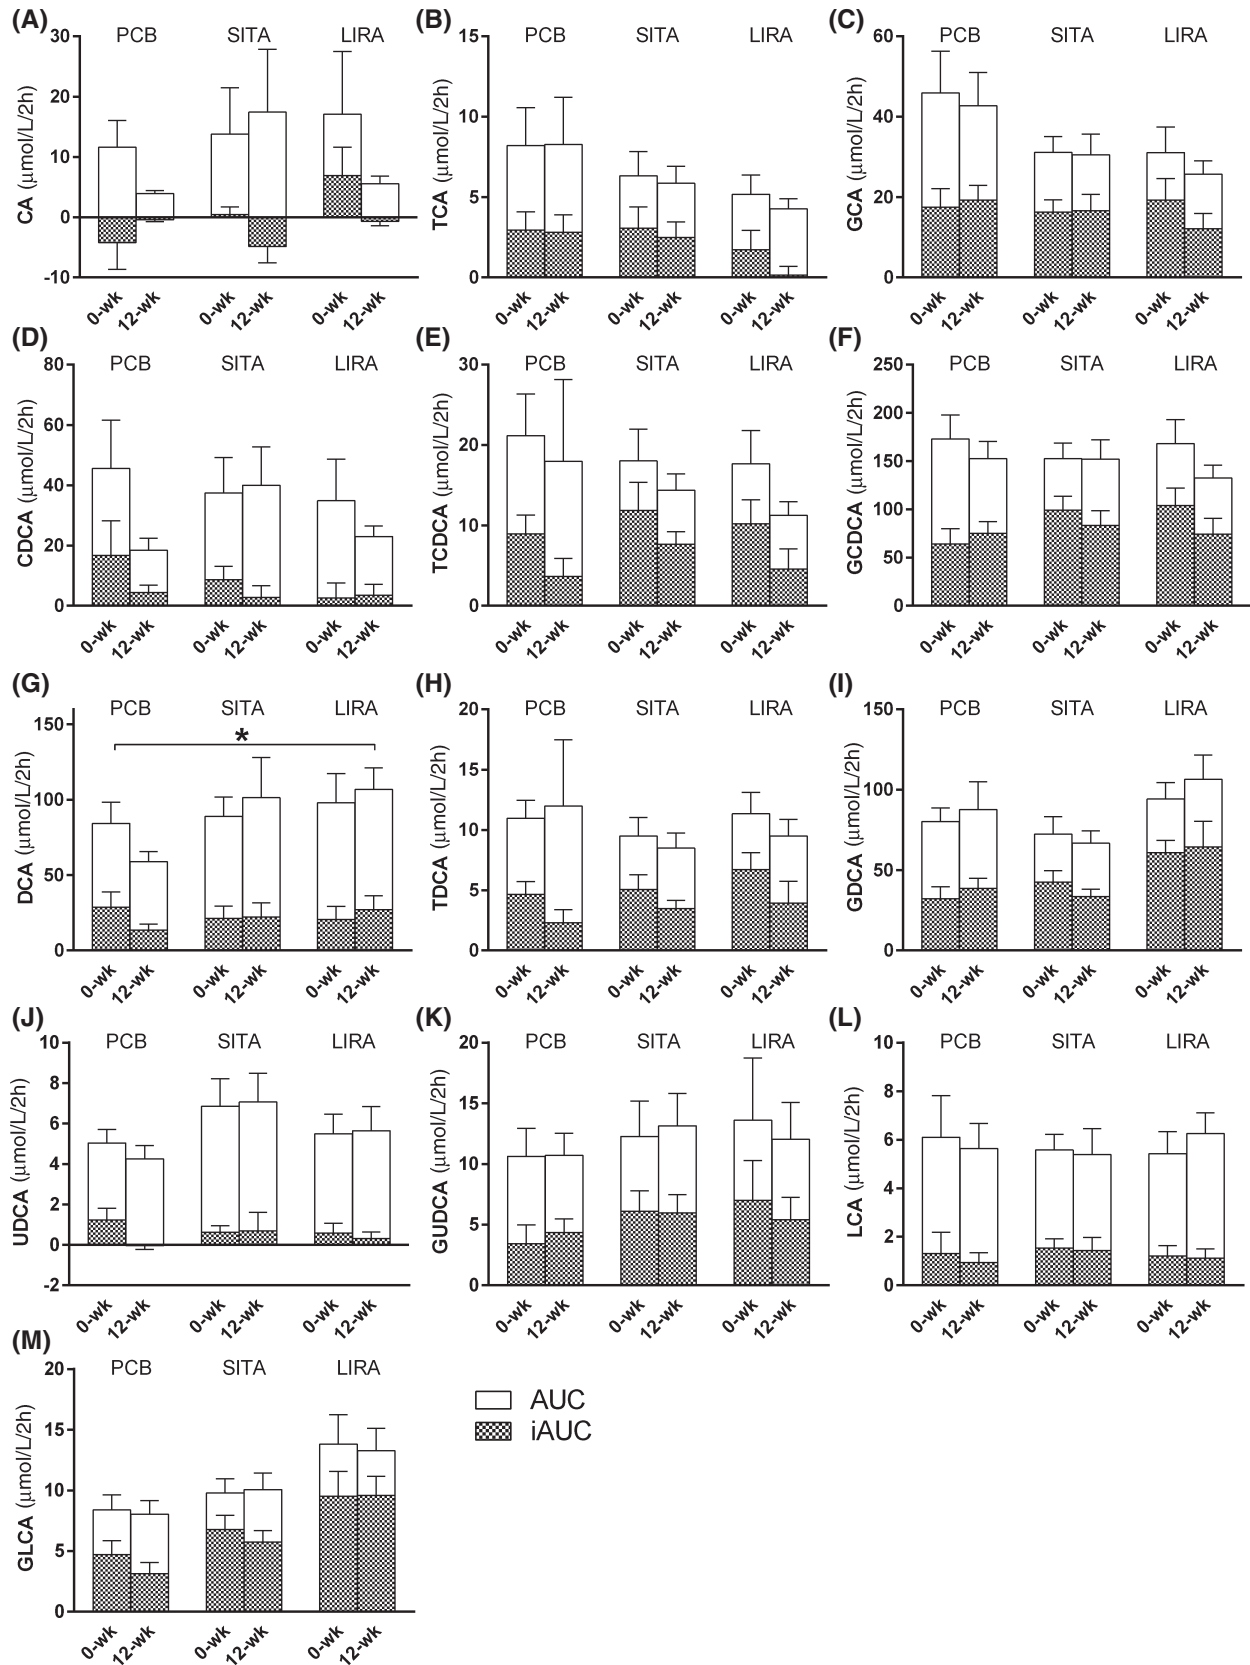 (A)
CA (µmol/L/2h)
30
20
10
0
-10
PCB SITA LIRA
0-wk 12-wk 0-wk 12-wk 0-wk 12-wk
(B)
TCA (µmol/L/2h)
15
10
5
0
PCB SITA LIRA
0-wk 12-wk 0-wk 12-wk 0-wk 12-wk
(C)
GCA (µmol/L/2h)
60
40
20
0
PCB SITA LIRA
0-wk 12-wk 0-wk 12-wk 0-wk 12-wk
(D)
CDCA (µmol/L/2h)
80
60
40
20
0
PCB SITA LIRA
0-wk 12-wk 0-wk 12-wk 0-wk 12-wk
(E)
TCDCA (µmol/L/2h)
30
20
10
0
PCB SITA LIRA
0-wk 12-wk 0-wk 12-wk 0-wk 12-wk
(F)
GCDCA (µmol/L/2h)
250
200
150
100
50
0
PCB SITA LIRA
0-wk 12-wk 0-wk 12-wk 0-wk 12-wk
(G)
DCA (µmol/L/2h)
150
100
50
0
PCB SITA LIRA
*
0-wk 12-wk 0-wk 12-wk 0-wk 12-wk
(H)
TDCA (µmol/L/2h)
20
15
10
5
0
PCB SITA LIRA
0-wk 12-wk 0-wk 12-wk 0-wk 12-wk
(I)
GDCA (µmol/L/2h)
150
100
50
0
PCB SITA LIRA
0-wk 12-wk 0-wk 12-wk 0-wk 12-wk
(J)
UDCA (µmol/L/2h)
10
8
6
4
2
0
-2
PCB SITA LIRA
0-wk 12-wk 0-wk 12-wk 0-wk 12-wk
(K)
GUDCA (µmol/L/2h)
20
15
10
5
0
PCB SITA LIRA
0-wk 12-wk 0-wk 12-wk 0-wk 12-wk
(L)
LCA (µmol/L/2h)
10
8
6
4
2
0
PCB SITA LIRA
0-wk 12-wk 0-wk 12-wk 0-wk 12-wk
(M)
GLCA (µmol/L/2h)
20
15
10
5
0
PCB SITA LIRA
0-wk 12-wk 0-wk 12-wk 0-wk 12-wk
AUC
iAUC